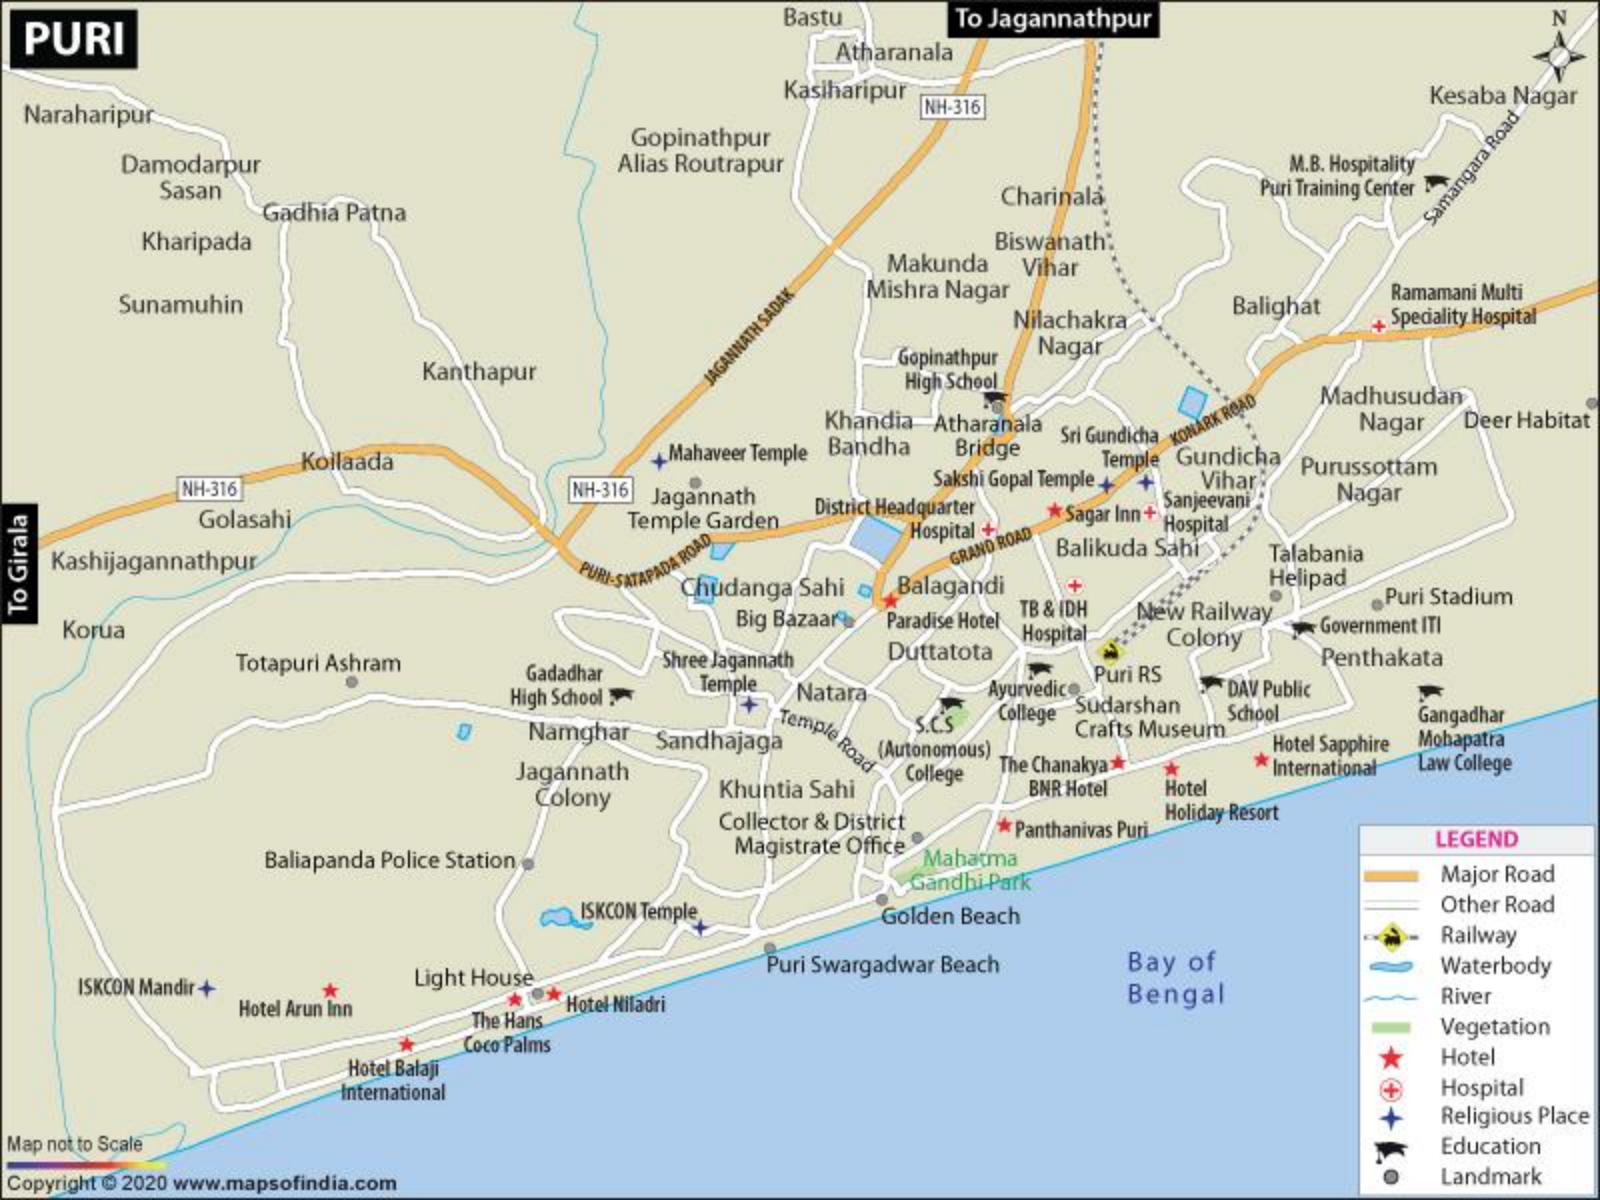 PURI
To Jagannathpur
N
Bastu
Atharanala
Kasiharipur
NH-316
Kesaba Nagar
Samangara Road
Naraharipur
Gopinathpur
Alias Routrapur
Damodarpur
Sasan
M.B. Hospitality
Puri Training Center
Charinala
Gadhia Patna
Kharipada
Biswanath
Vihar
Makunda
Mishra Nagar
Sunamuhin
JAGANNATH SADAK
Balighat
Ramamani Multi
Speciality Hospital
Nilachakra
Nagar
Kanthapur
Gopinathpur
High School
Madhusudan
Nagar
Deer Habitat
KONARK ROAD
Khandia
Bandha
Atharanala
Bridge
Sri Gundicha
Temple
Gundicha
Vihar
Purussottam
Nagar
Koilaada
Mahaveer Temple
Sakshi Gopal Temple
NH-316
NH-316
Jagannath
Temple Garden
District Headquarter
Hospital
Sagar Inn
Sanjeevani
Hospital
Golasahi
To Girala
Kashijagannathpur
PURI-SATAPADA ROAD
GRAND ROAD
Balikuda Sahi
Talabania
Helipad
Chudanga Sahi
Balagandi
Puri Stadium
Big Bazaar
Paradise Hotel
TB & IDH
Hospital
New Railway
Colony
Government ITI
Korua
Totapuri Ashram
Duttatota
Penthakata
Gadadhar
High School
Shree Jagannath
Temple
Natara
Ayurvedic
College
Puri RS
DAV Public
School
Sudarshan
Crafts Museum
Gangadhar
Mohapatra
Law College
Namghar
Sandhajaga
Temple Road
S.C.S
(Autonomous)
College
The Chanakya
BNR Hotel
Hotel Sapphire
International
Jagannath
Colony
Khuntia Sahi
Hotel
Holiday Resort
Collector & District
Magistrate Office
Panthanivas Puri
Baliapanda Police Station
Mahatma
Gandhi Park
ISKCON Temple
Golden Beach
Puri Swargadwar Beach
Bay of
Bengal
ISKCON Mandir
Hotel Arun Inn
Light House
Hotel Niladri
The Hans
Coco Palms
Hotel Balaji
International
LEGEND
Major Road
Other Road
Railway
Waterbody
River
Vegetation
Hotel
Hospital
Religious Place
Education
Landmark
Map not to Scale
Copyright © 2020 www.mapsofindia.com